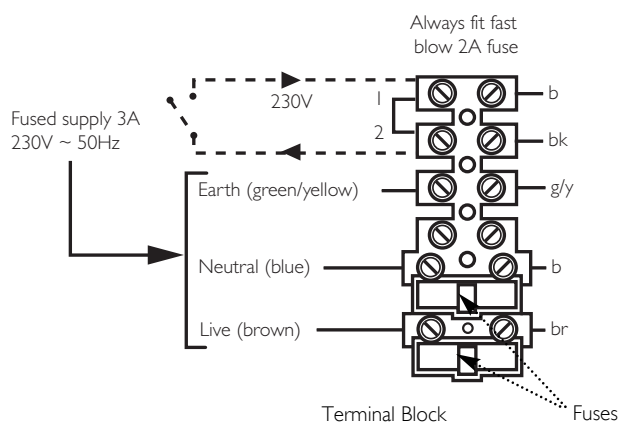 Always fit fast
blow 2A fuse
230V
1
2
b
bk
Fused supply 3A
230V ~ 50Hz
Earth (green/yellow)
g/y
Neutral (blue)
b
Live (brown)
br
Terminal Block
Fuses